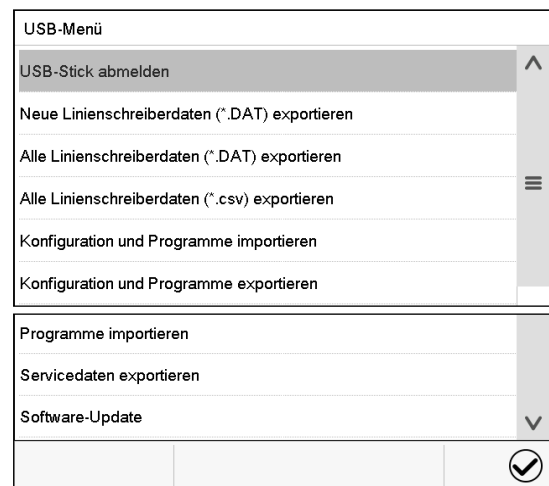 USB-Menü
USB-Stick abmelden
Neue Linienschreiberdaten (*.DAT) exportieren
Alle Linienschreiberdaten (*.DAT) exportieren
Alle Linienschreiberdaten (*.csv) exportieren
Konfiguration und Programme importieren
Konfiguration und Programme exportieren
Programme importieren
Servicedaten exportieren
Software-Update